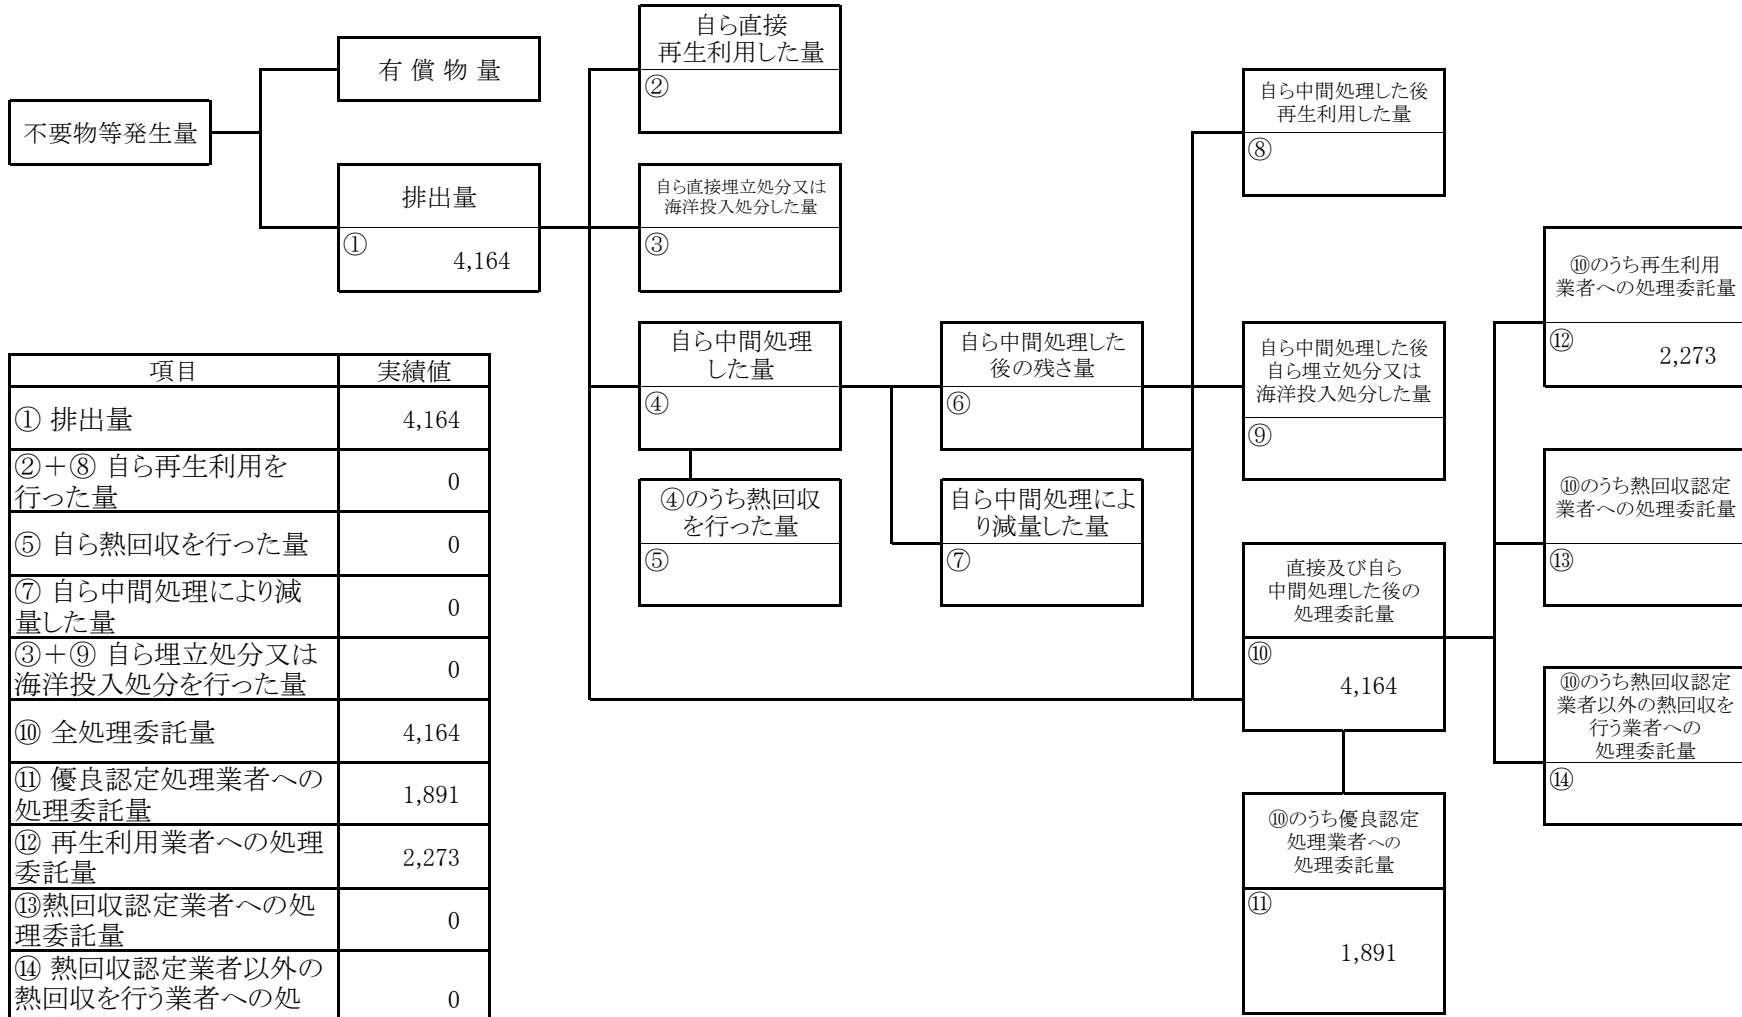 不要物等発生量
有 償 物 量
排出量
①
4,164
自ら直接
再生利用した量
②
自ら直接埋立処分又は
海洋投入処分した量
③
自ら中間処理
した量
④
④のうち熱回収
を行った量
⑤
自ら中間処理した
後の残さ量
⑥
自ら中間処理によ
り減量した量
⑦
自ら中間処理した後
再生利用した量
⑧
自ら中間処理した後
自ら埋立処分又は
海洋投入処分した量
⑨
直接及び自ら
中間処理した後の
処理委託量
⑩
4,164
⑩のうち優良認定
処理業者への
処理委託量
⑪
1,891
⑩のうち再生利用
業者への処理委託量
⑫
2,273
⑩のうち熱回収認定
業者への処理委託量
⑬
⑩のうち熱回収認定
業者以外の熱回収を
行う業者への
処理委託量
⑭
項目 実績値
① 排出量 4,164
②＋⑧ 自ら再生利用を
行った量 0
⑤ 自ら熱回収を行った量 0
⑦ 自ら中間処理により減
量した量 0
③＋⑨ 自ら埋立処分又は
海洋投入処分を行った量 0
⑩ 全処理委託量 4,164
⑪ 優良認定処理業者への
処理委託量 1,891
⑫ 再生利用業者への処理
委託量 2,273
⑬熱回収認定業者への処
理委託量 0
⑭ 熱回収認定業者以外の
熱回収を行う業者への処 0